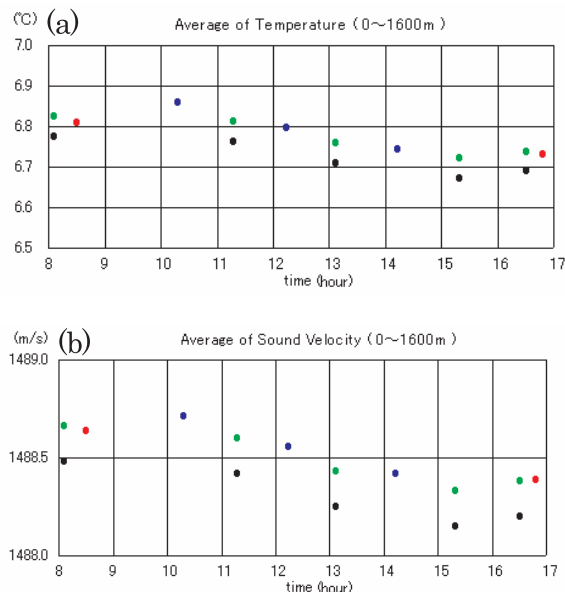 (℃) (a) Average of Temperature (0～1600m)
7.0
6.9
6.8
6.7
6.6
6.5
8 9 10 11 12 13 14 15 16 17
time (hour)
(m/s) (b) Average of Sound Velocity (0～1600m)
1489.0
1488.5
1488.0
8 9 10 11 12 13 14 15 16 17
time (hour)